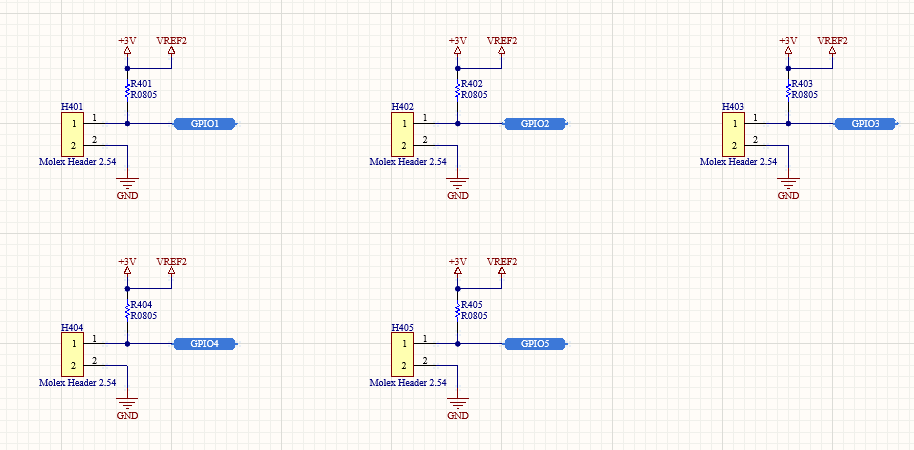 +3V VREF2
R401
R0805
H401
1 1 GPIO1
2 2
Molex Header 2.54
GND
+3V VREF2
R402
R0805
H402
1 1 GPIO2
2 2
Molex Header 2.54
GND
+3V VREF2
R403
R0805
H403
1 1 GPIO3
2 2
Molex Header 2.54
GND
+3V VREF2
R404
R0805
H404
1 1 GPIO4
2 2
Molex Header 2.54
GND
+3V VREF2
R405
R0805
H405
1 1 GPIO5
2 2
Molex Header 2.54
GND